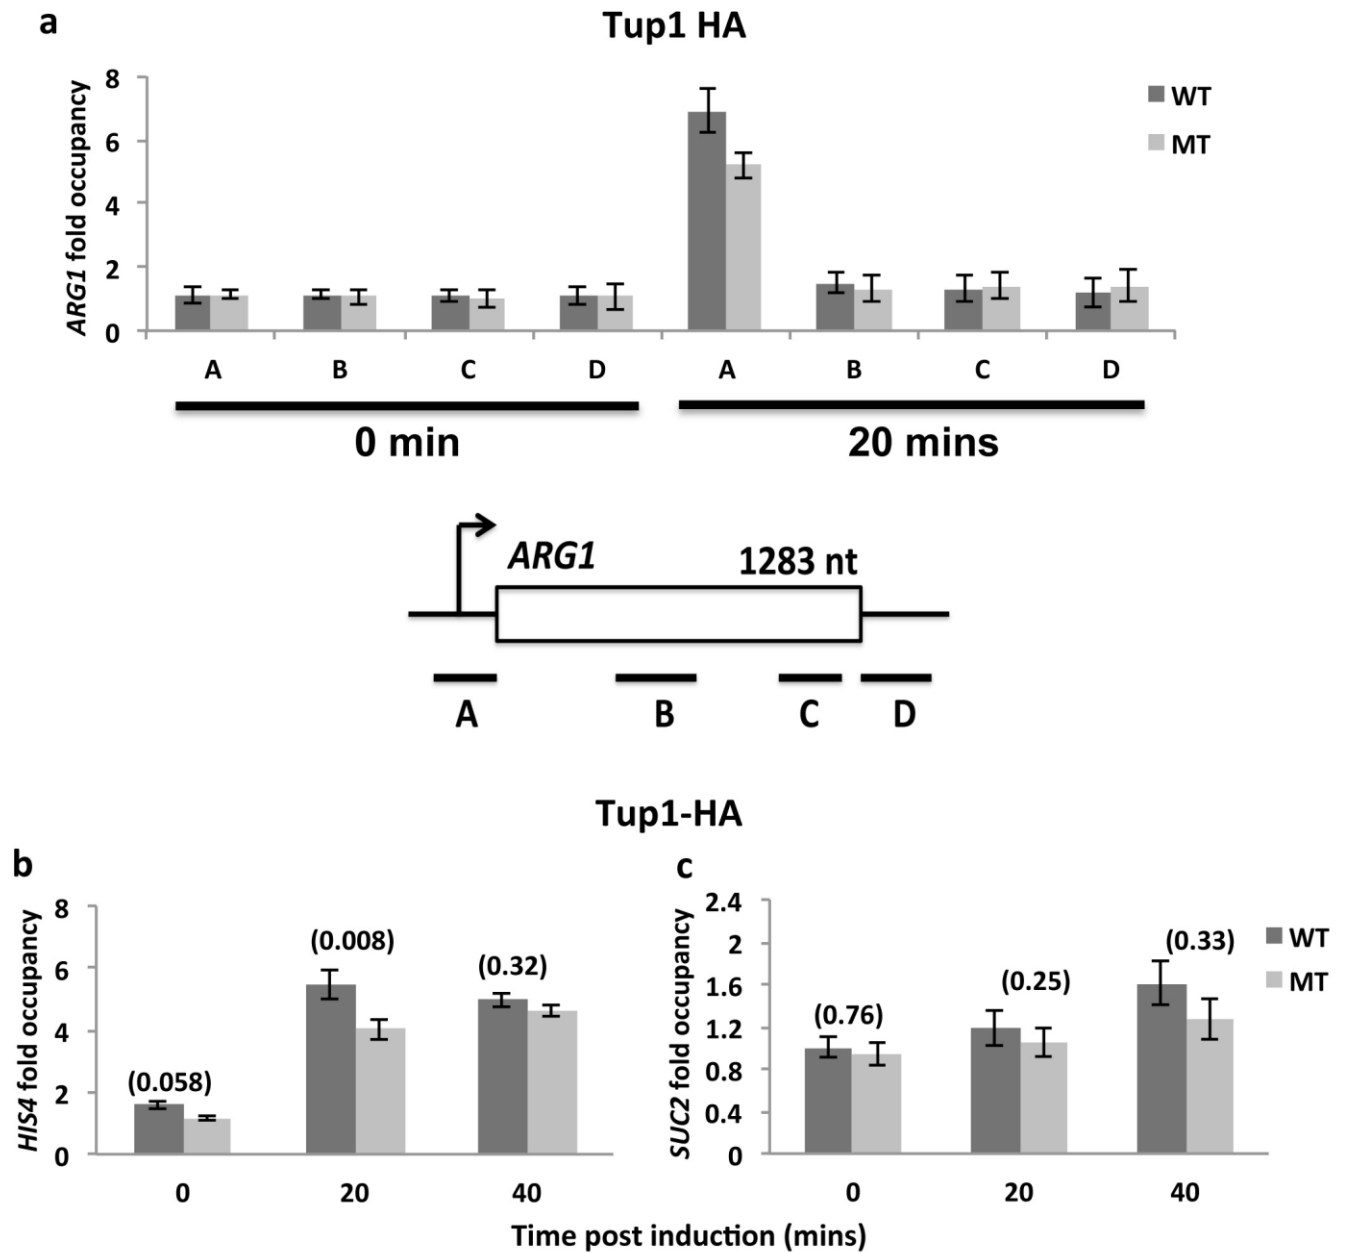 a
Tup1 HA
ARG1 fold occupancy
8
6
4
2
0
WT
MT
A B C D A B C D
0 min 20 mins
ARG1 1283 nt
A B C D
Tup1-HA
b
HIS4 fold occupancy
8
6
4
2
0
(0.058) (0.008) (0.32)
0 20 40
c
SUC2 fold occupancy
2.4
2
1.6
1.2
0.8
0.4
0
(0.76) (0.25) (0.33)
WT
MT
0 20 40
Time post induction (mins)